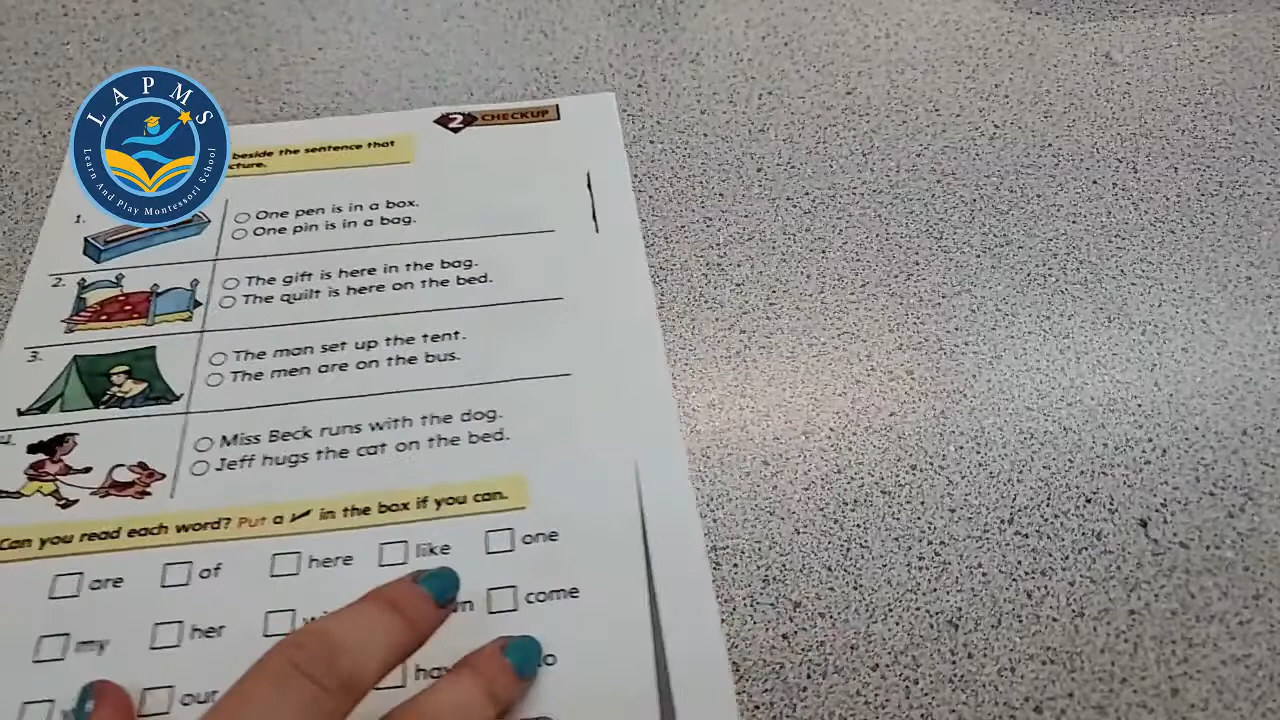 LAPMS
Learn And Play Montessori School
2 CHECKUP
beside the sentence that
cture.
1.
One pen is in a box.
One pin is in a bag.
2.
The gift is here in the bag.
The quilt is here on the bed.
3.
The man set up the tent.
The men are on the bus.
4.
Miss Beck runs with the dog.
Jeff hugs the cat on the bed.
Can you read each word? Put a ✓ in the box if you can.
are of here like one
my her come
out